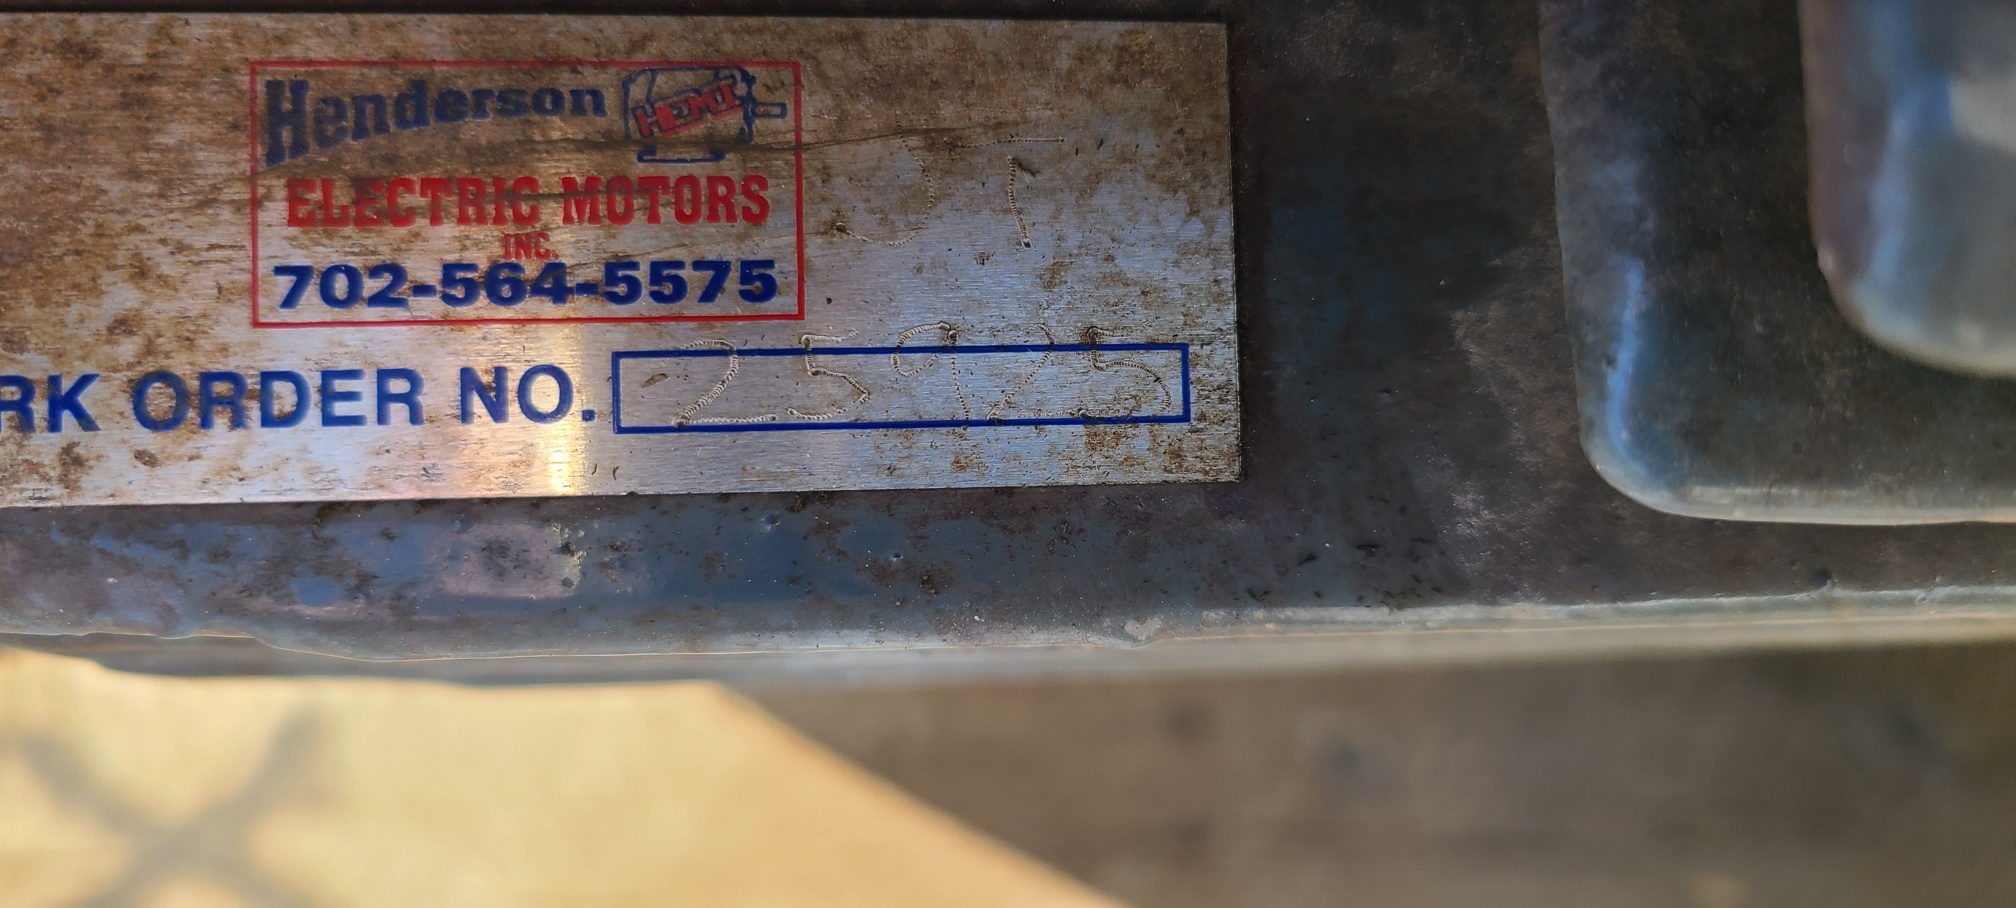 Henderson HEMI
ELECTRIC MOTORS
INC.
702-564-5575
RK ORDER NO. 25925